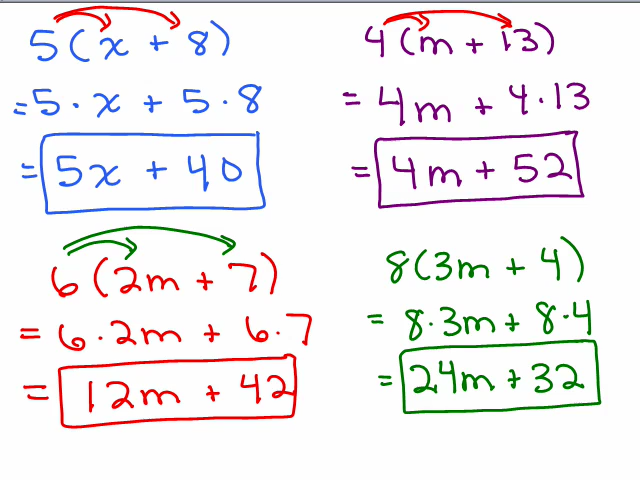 5(x + 8)
= 5 · x + 5 · 8
= 5x + 40
4(m + 13)
= 4m + 4 · 13
= 4m + 52
6(2m + 7)
= 6 · 2m + 6 · 7
= 12m + 42
8(3m + 4)
= 8 · 3m + 8 · 4
= 24m + 32